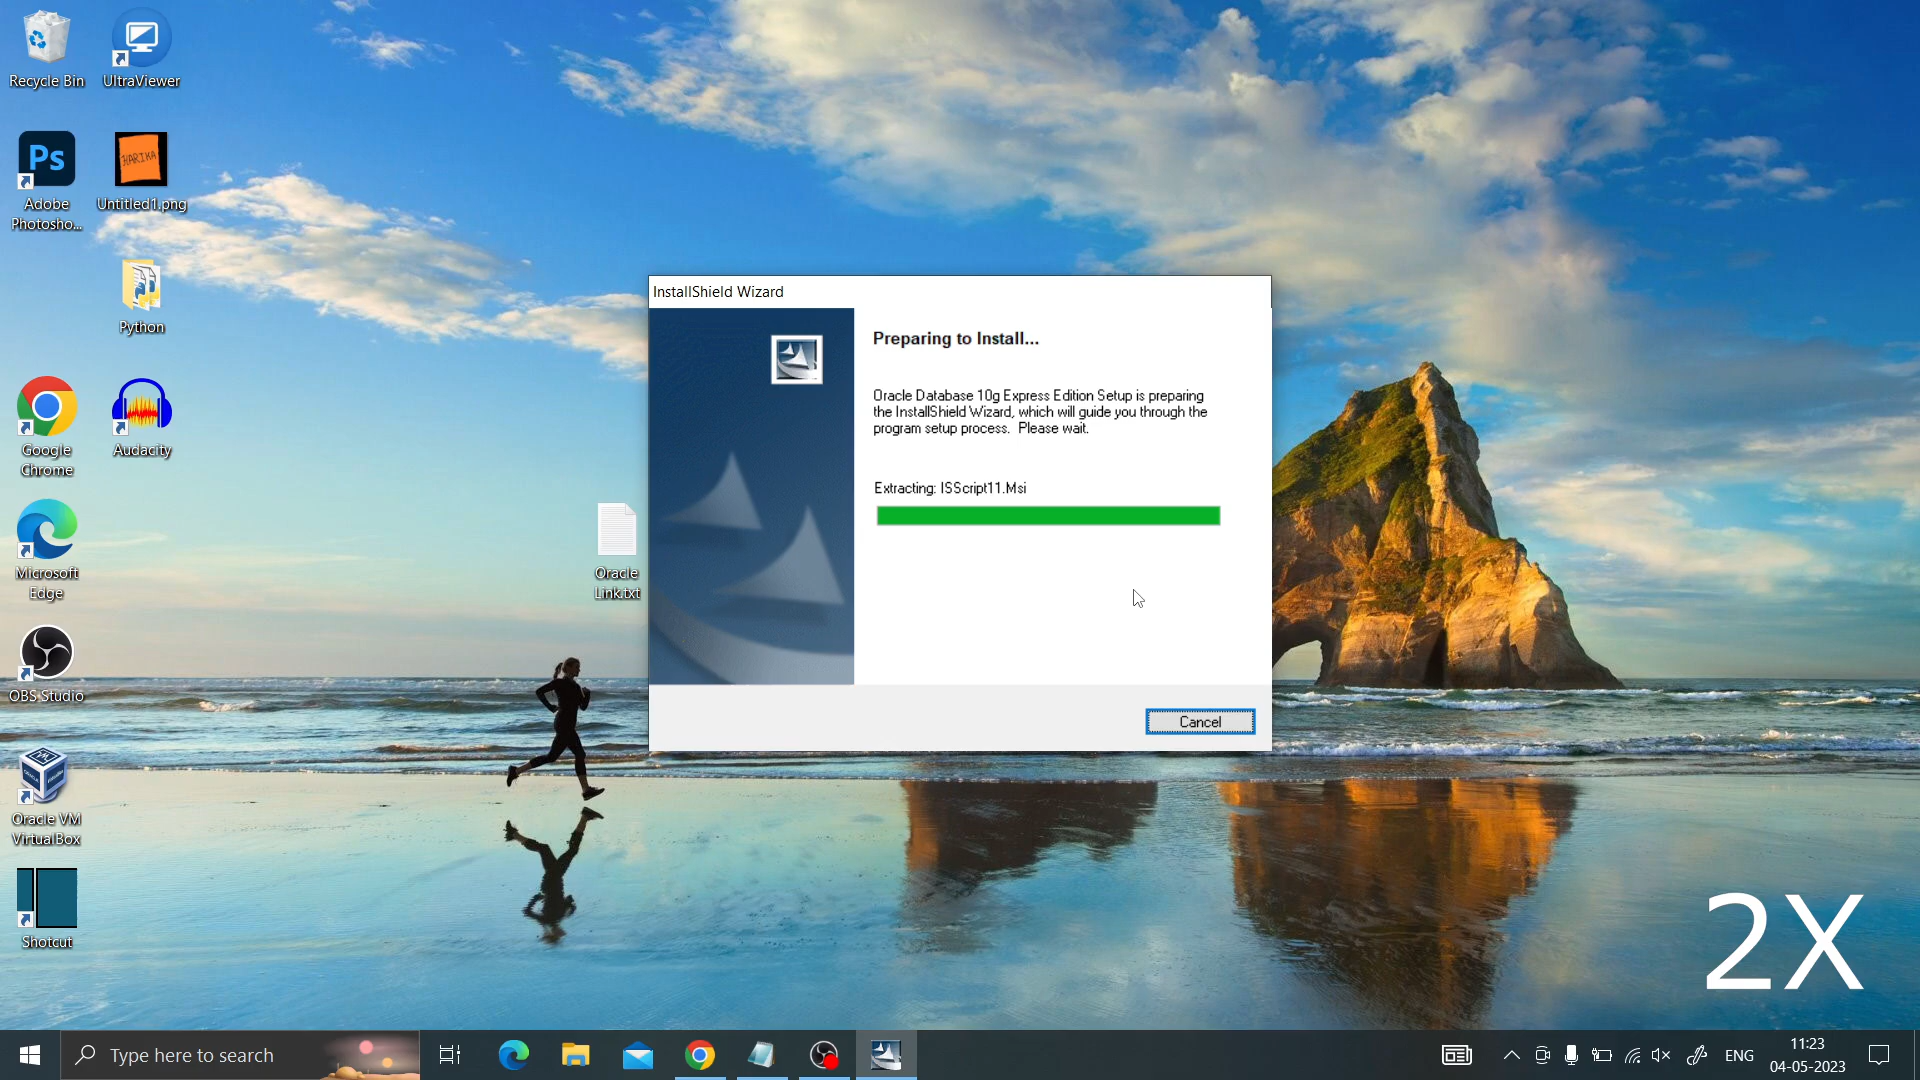 Recycle Bin
UltraViewer
Ps
Adobe
Photosho...
HARIKA
Untitled1.png
Python
Google
Chrome
Audacity
Microsoft
Edge
OBS Studio
Oracle VM
VirtualBox
Shotcut
Oracle
Link.txt
InstallShield Wizard
Preparing to Install...
Oracle Database 10g Express Edition Setup is preparing
the InstallShield Wizard, which will guide you through the
program setup process. Please wait.
Extracting: ISScript11.Msi
Cancel
2X
Type here to search
ENG
11:23
04-05-2023